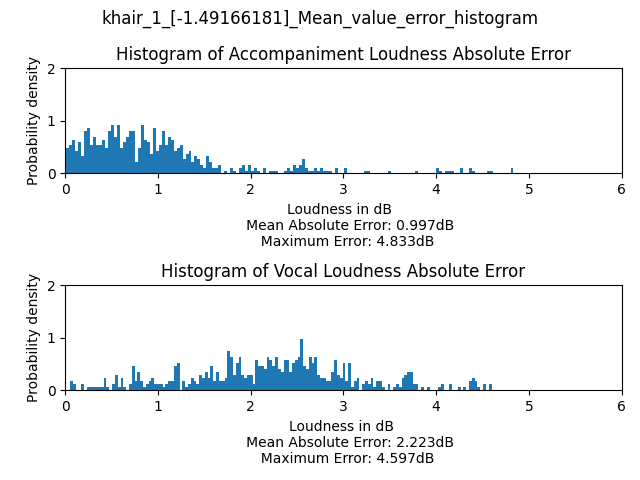 khair_1_[-1.49166181]_Mean_value_error_histogram
Histogram of Accompaniment Loudness Absolute Error
Probability density
2
1
0
0 1 2 3 4 5 6
Loudness in dB
Mean Absolute Error: 0.997dB
Maximum Error: 4.833dB
Histogram of Vocal Loudness Absolute Error
Probability density
2
1
0
0 1 2 3 4 5 6
Loudness in dB
Mean Absolute Error: 2.223dB
Maximum Error: 4.597dB